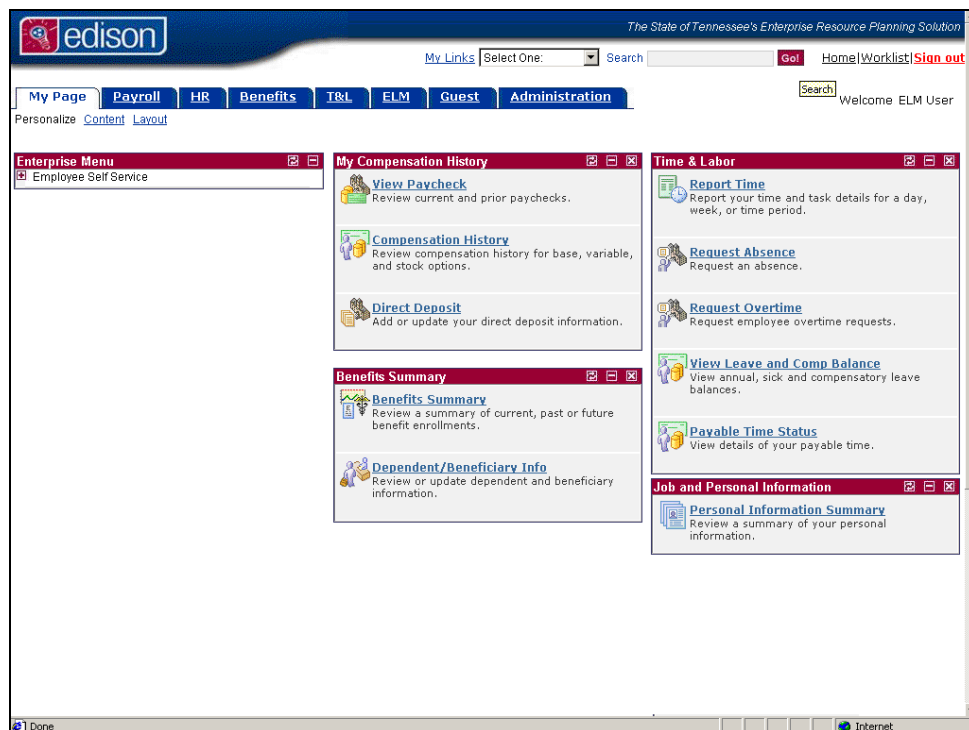 edison
The State of Tennessee's Enterprise Resource Planning Solution
My Links Select One: Search Go! Home|Worklist|Sign out
My Page Payroll HR Benefits T&L ELM Guest Administration
Search
Welcome ELM User
Personalize Content Layout
Enterprise Menu
Employee Self Service
My Compensation History
View Paycheck
Review current and prior paychecks.
Compensation History
Review compensation history for base, variable,
and stock options.
Direct Deposit
Add or update your direct deposit information.
Benefits Summary
Benefits Summary
Review a summary of current, past or future
benefit enrollments.
Dependent/Beneficiary Info
Review or update dependent and beneficiary
information.
Time & Labor
Report Time
Report your time and task details for a day,
week, or time period.
Request Absence
Request an absence.
Request Overtime
Request employee overtime requests.
View Leave and Comp Balance
View annual, sick and compensatory leave
balances.
Payable Time Status
View details of your payable time.
Job and Personal Information
Personal Information Summary
Review a summary of your personal
information.
Done
Internet